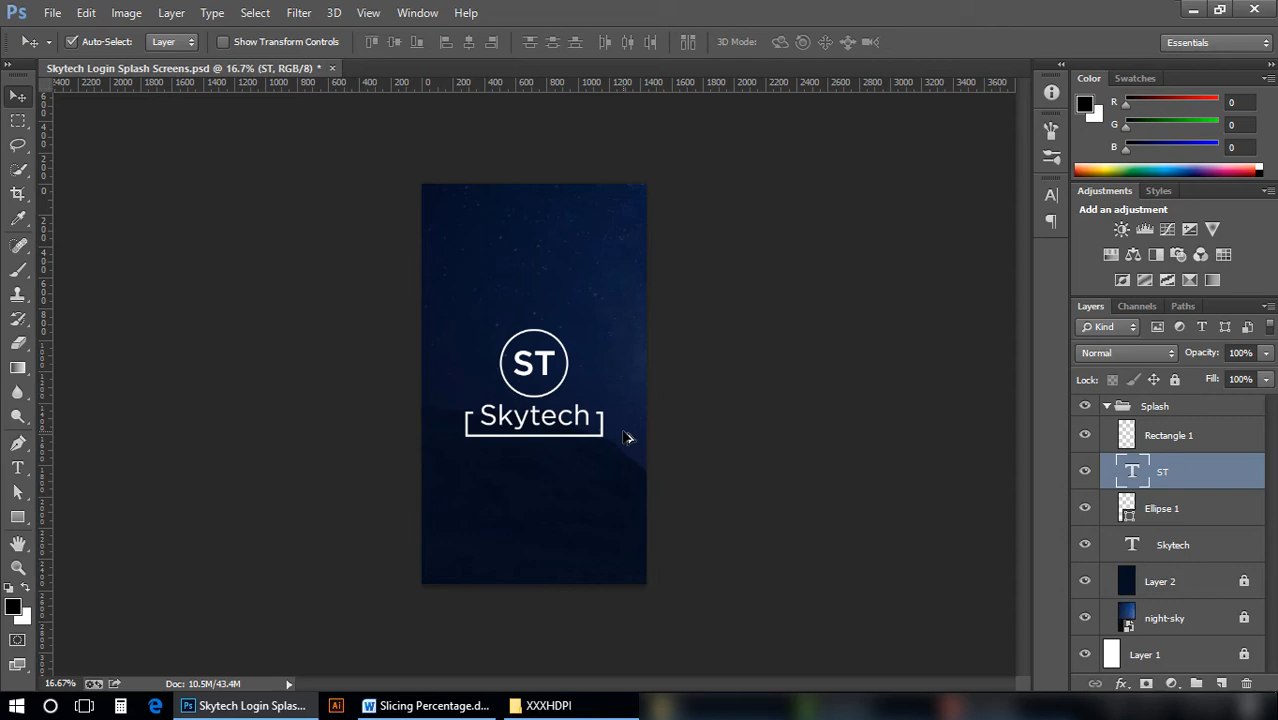 Ps File Edit Image Layer Type Select Filter 3D View Window Help
Auto-Select: Layer Show Transform Controls 3D Mode: Essentials
Skytech Login Splash Screens.psd @ 16.7% (ST, RGB/8) *
Color Swatches
R 0
G 0
B 0
Adjustments Styles
Add an adjustment
Layers Channels Paths
Kind
Normal Opacity: 100%
Lock: Fill: 100%
Splash
Rectangle 1
T ST
Ellipse 1
T Skytech
Layer 2
night-sky
Layer 1
ST
Skytech
16.67% Doc: 10.5M/43.4M
Ps Skytech Login Splas... Ai Slicing Percentage.d... XXXHDPI